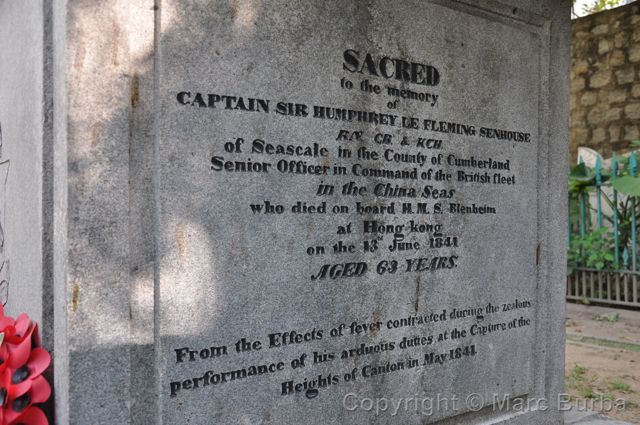 SACRED
to the memory
of
CAPTAIN SIR HUMPHREY LE FLEMING SENHOUSE
R.N. CB. & KCH.
of Seascale in the County of Cumberland
Senior Officer in Command of the British fleet
in the China Seas
who died on board H.M.S. Blenheim
at Hong-kong
on the 13th June 1841
AGED 63 YEARS.
From the Effects of fever contracted during the zealous
performance of his arduous duties at the Capture of the
Heights of Canton in May 1841.
Copyright © Marc Burba